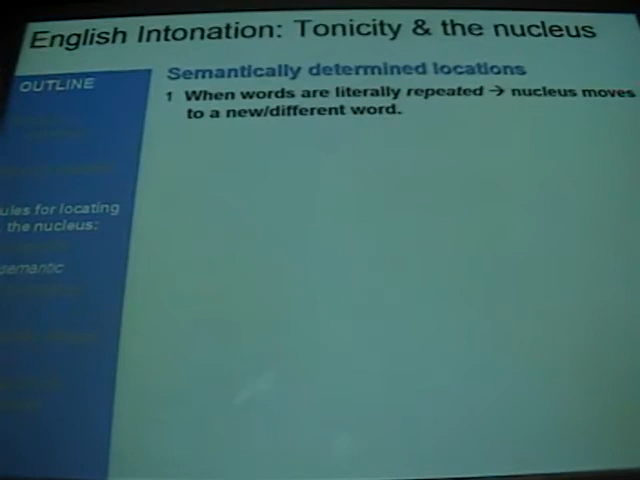 English Intonation: Tonicity & the nucleus
OUTLINE
ules for locating
the nucleus:
semantic
Semantically determined locations
1 When words are literally repeated → nucleus moves
to a new/different word.